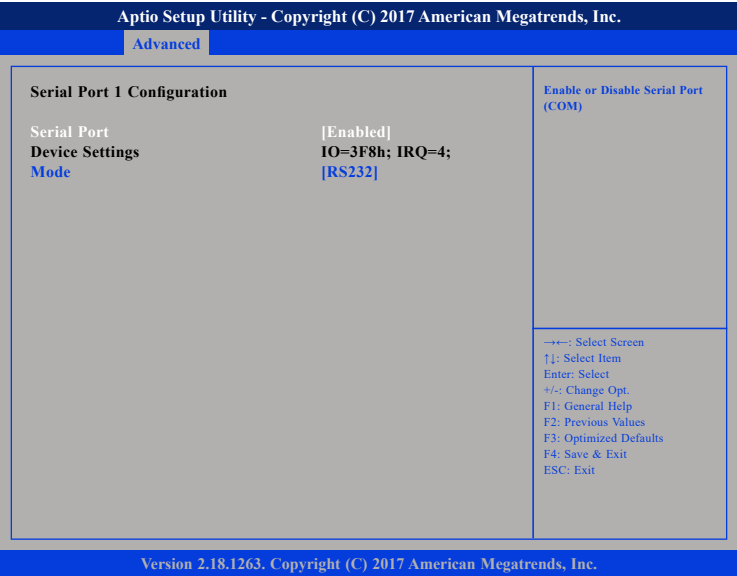 Aptio Setup Utility - Copyright (C) 2017 American Megatrends, Inc.
Advanced
Serial Port 1 Configuration
Serial Port [Enabled]
Device Settings IO=3F8h; IRQ=4;
Mode [RS232]
Enable or Disable Serial Port
(COM)
→←: Select Screen
↑↓: Select Item
Enter: Select
+/-: Change Opt.
F1: General Help
F2: Previous Values
F3: Optimized Defaults
F4: Save & Exit
ESC: Exit
Version 2.18.1263. Copyright (C) 2017 American Megatrends, Inc.